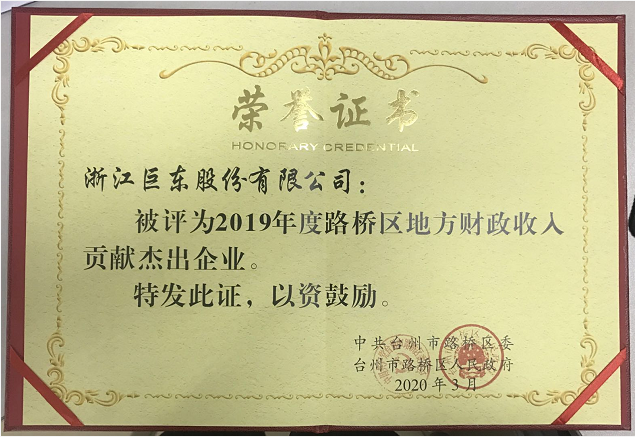 荣誉证书
HONORARY CREDENTIAL
浙江巨东股份有限公司：
被评为2019年度路桥区地方财政收入
贡献杰出企业。
特发此证，以资鼓励。
中共台州市路桥区委
台州市路桥区人民政府
2020年3月